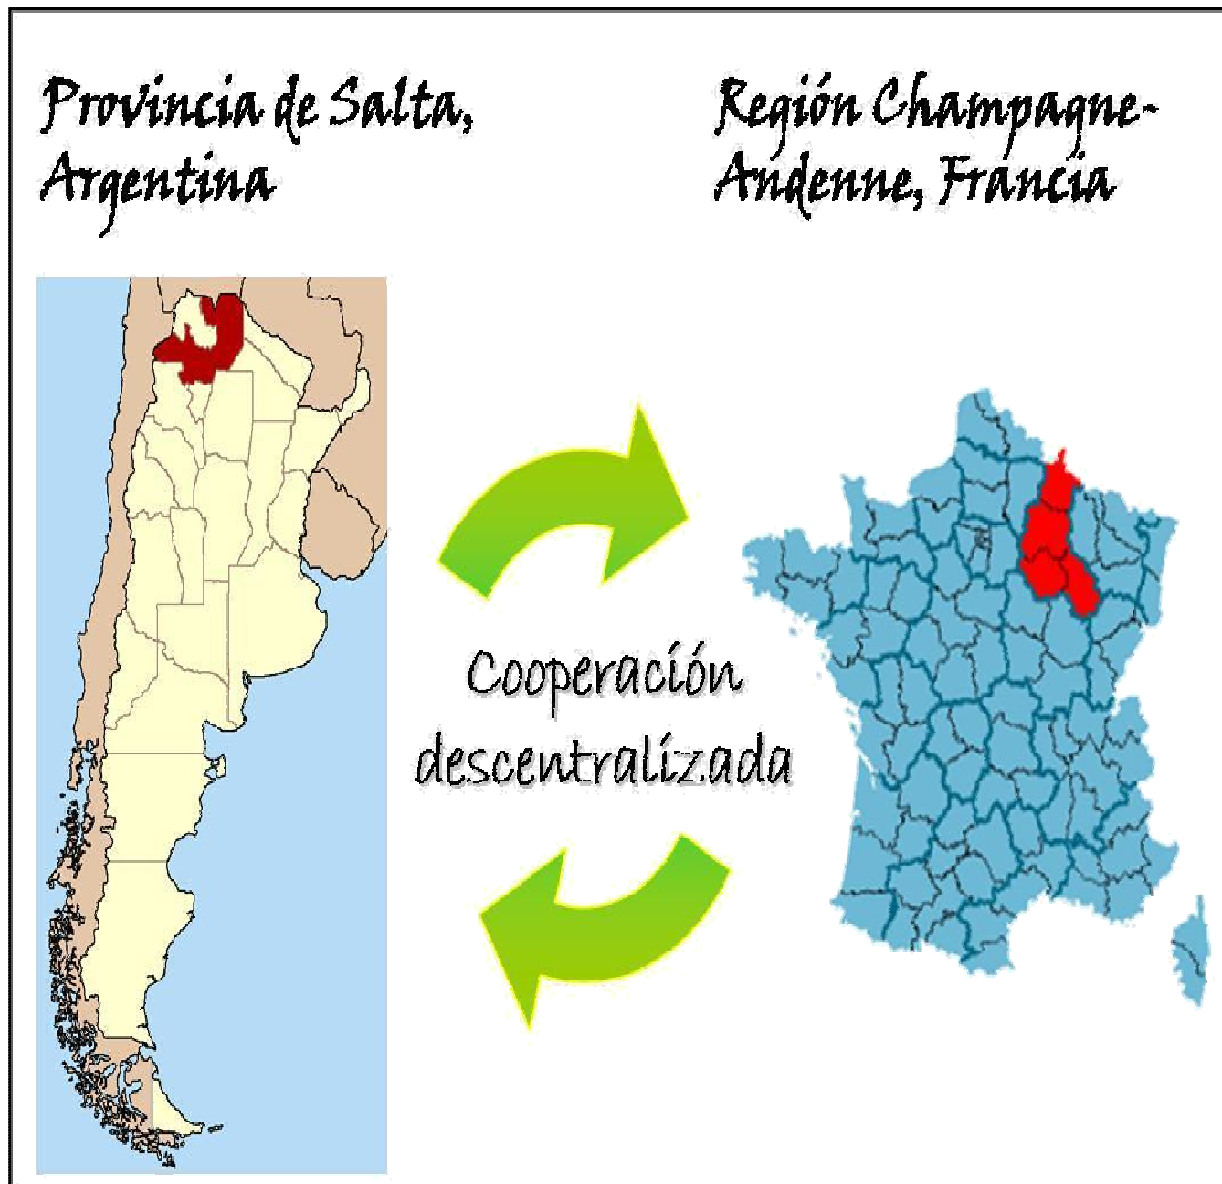 Provincia de Salta,
Argentina
Región Champagne-
Andenne, Francia
Cooperación
descentralizada